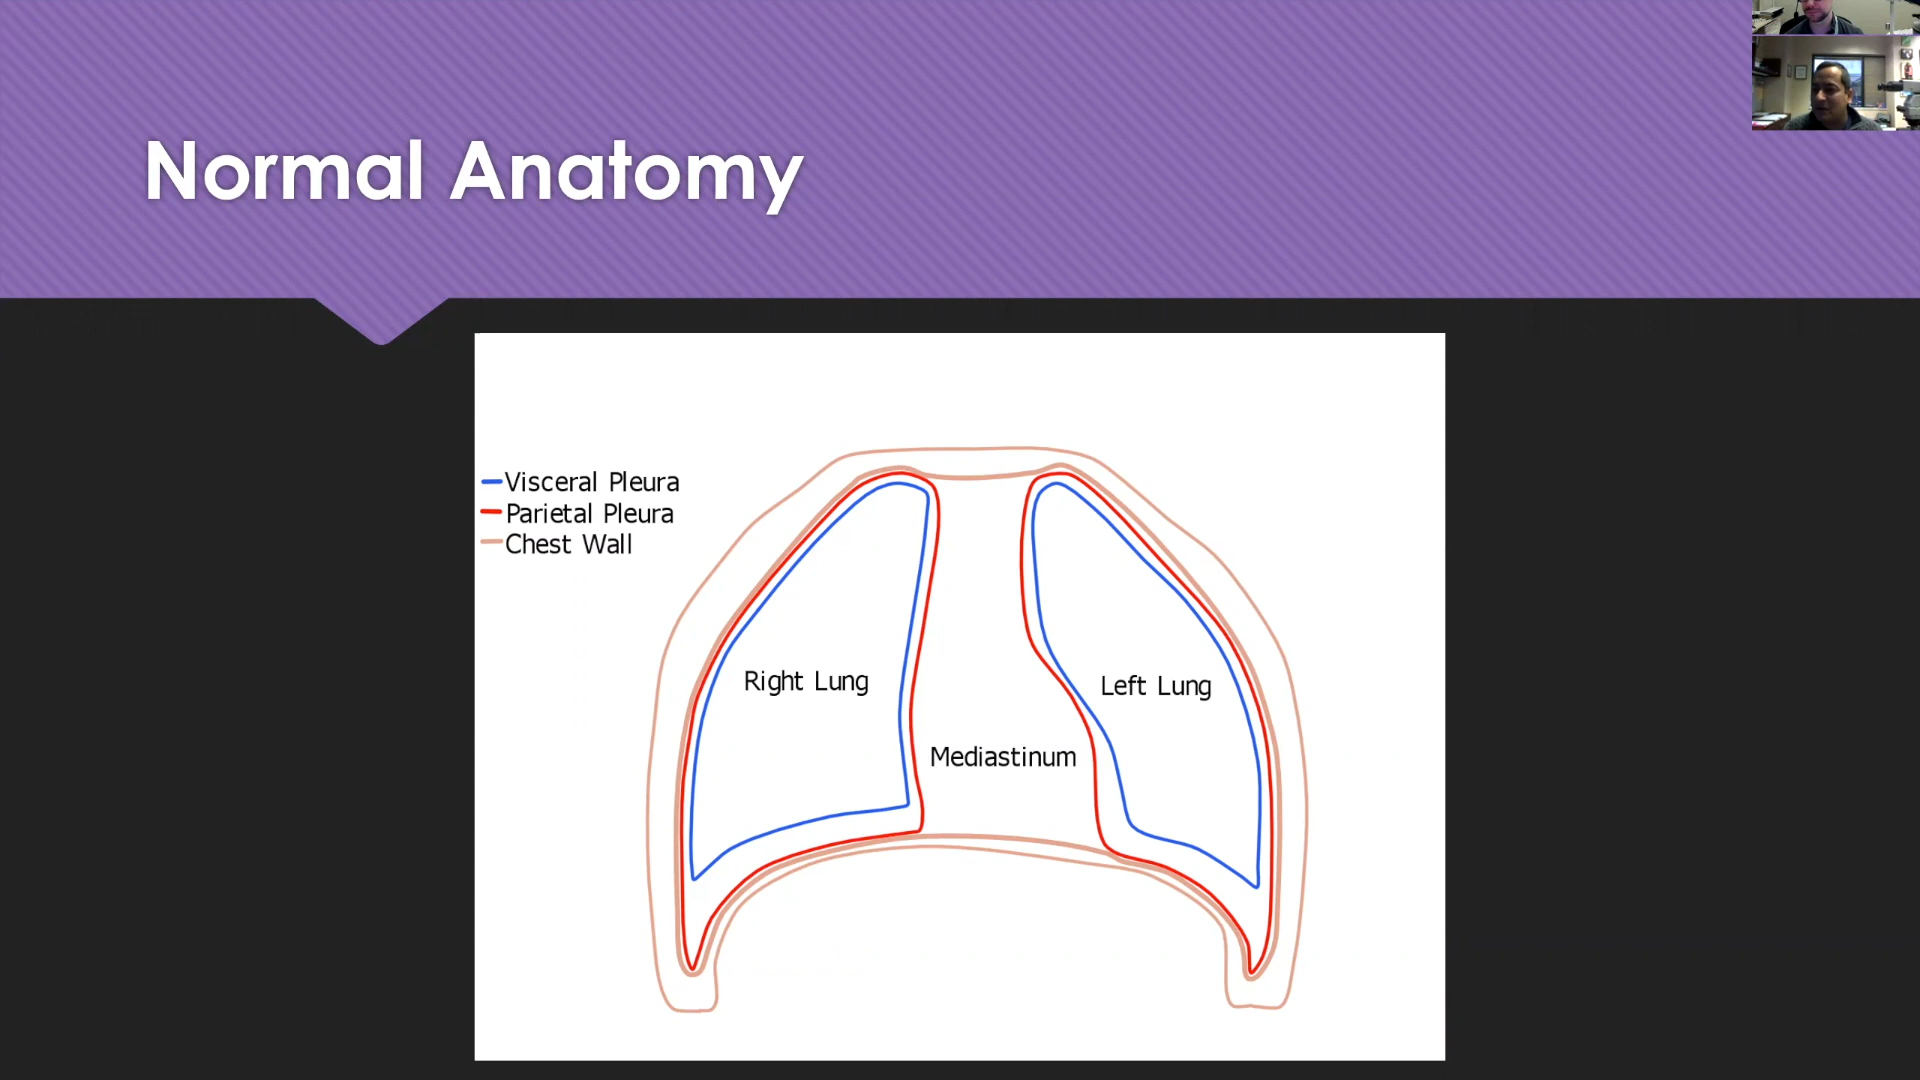 Normal Anatomy
Visceral Pleura
Parietal Pleura
Chest Wall
Right Lung
Left Lung
Mediastinum